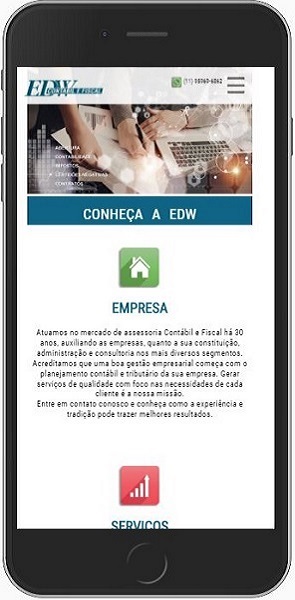 EDW
CONTÁBIL E FISCAL
(11)
ABERTURA
CONTABILIDADE
IMPOSTOS
CERTIDÕES NEGATIVAS
CONTRATOS
CONHEÇA A EDW
EMPRESA
Atuamos no mercado de assessoria Contábil e Fiscal há 30
anos, auxiliando as empresas, quanto a sua constituição,
administração e consultoria nos mais diversos segmentos.
Acreditamos que uma boa gestão empresarial começa com o
planejamento contábil e tributário da sua empresa. Gerar
serviços de qualidade com foco nas necessidades de cada
cliente é a nossa missão.
Entre em contato conosco e conheça como a experiência e
tradição pode trazer melhores resultados.
SERVIÇOS